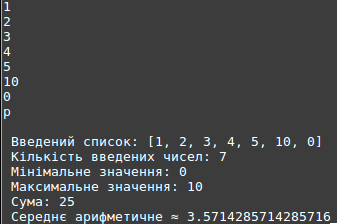 1
2
3
4
5
10
0
p
Введений список: [1, 2, 3, 4, 5, 10, 0]
Кількість введених чисел: 7
Мінімальне значення: 0
Максимальне значення: 10
Сума: 25
Середнє арифметичне ≈ 3.5714285714285716_